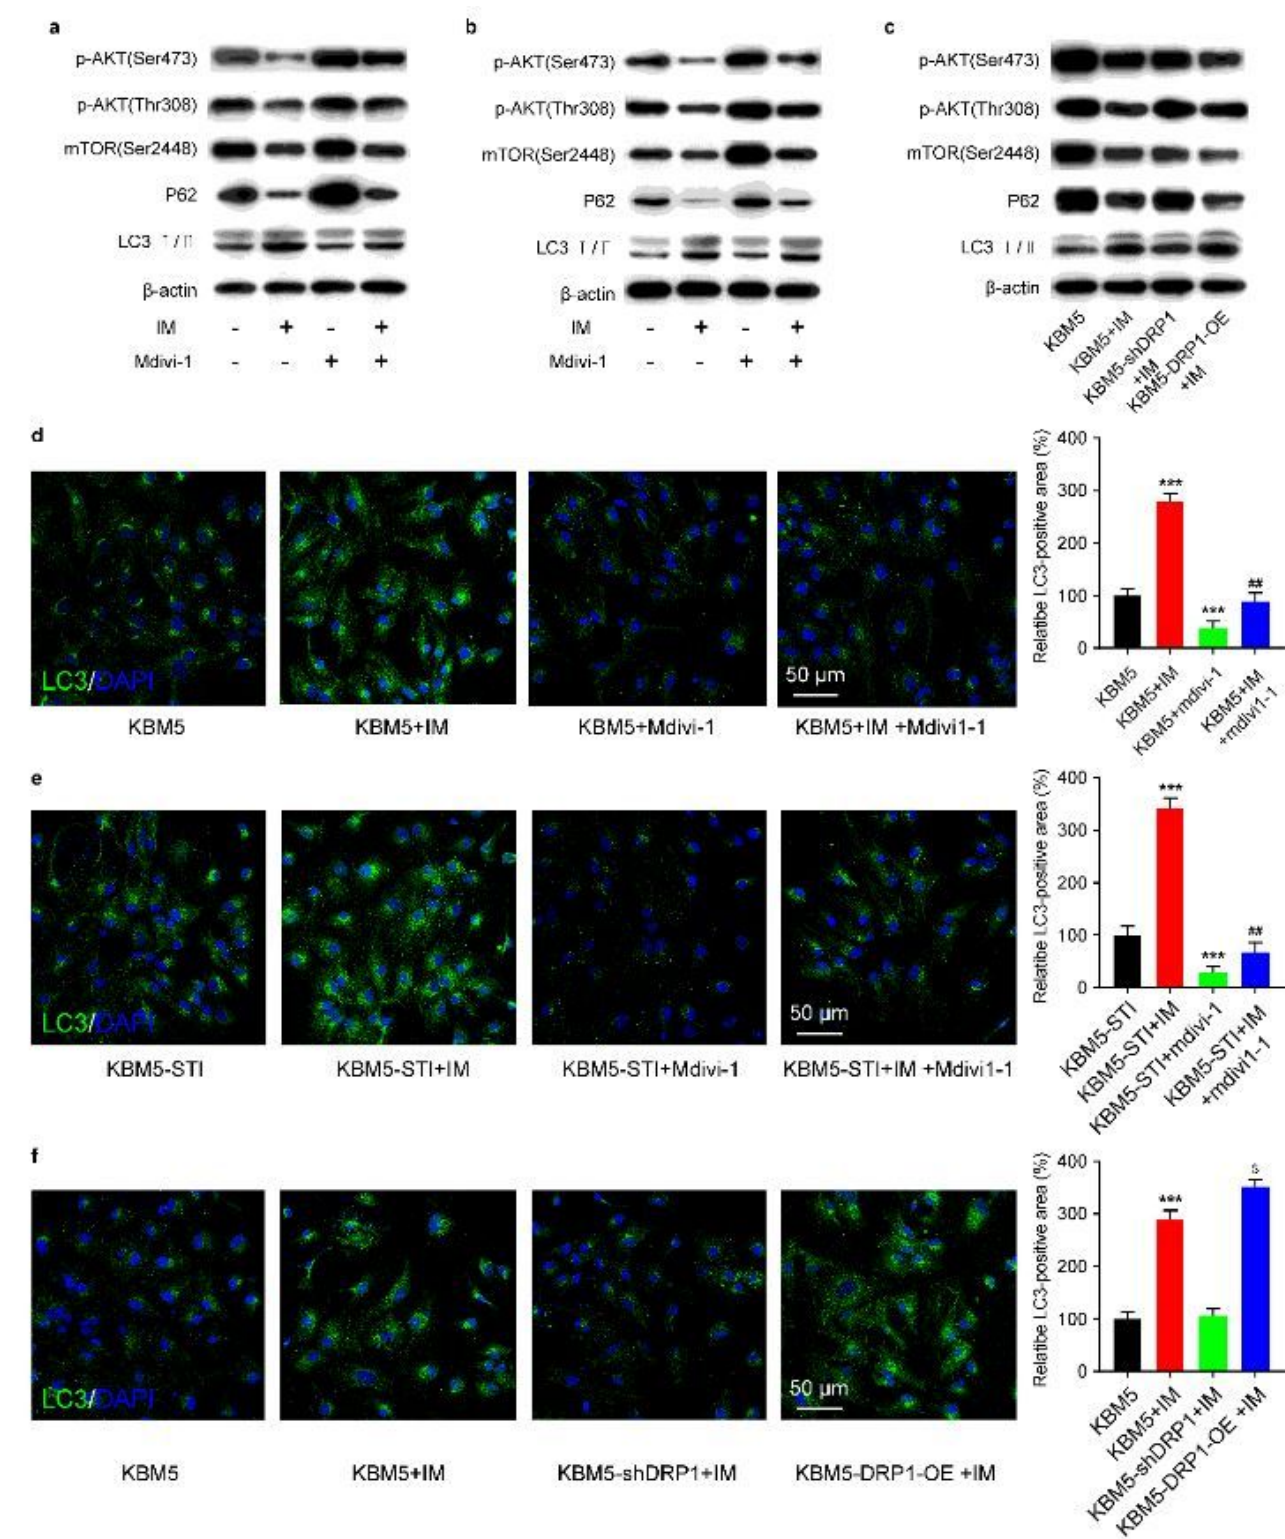 a
p-AKT(Ser473)
p-AKT(Thr308)
mTOR(Ser2448)
P62
LC3 I / II
β-actin
IM - + - +
Mdivi-1 - - + +
b
p-AKT(Ser473)
p-AKT(Thr308)
mTOR(Ser2448)
P62
LC3 I / I
β-actin
IM - + - +
Mdivi-1 - - + +
c
p-AKT(Ser473)
p-AKT(Thr308)
mTOR(Ser2448)
P62
LC3 I / II
β-actin
KBM5
KBM5+IM
KBM5-shDRP1
+IM
KBM5-DRP1-OE
+IM
d
LC3/DAPI
50 µm
KBM5
KBM5+IM
KBM5+Mdivi-1
KBM5+IM +Mdivi1-1
Relatibe LC3-positive area (%)
400
300
200
100
0
***
***
##
KBM5
KBM5+IM
KBM5+mdivi-1
KBM5+IM
+mdivi1-1
e
LC3/DAPI
50 µm
KBM5-STI
KBM5-STI+IM
KBM5-STI+Mdivi-1
KBM5-STI+IM +Mdivi1-1
Relatibe LC3-positive area (%)
400
300
200
100
0
***
***
##
KBM5-STI
KBM5-STI+IM
KBM5-STI+mdivi-1
KBM5-STI+IM
+mdivi1-1
f
LC3/DAPI
50 µm
KBM5
KBM5+IM
KBM5-shDRP1+IM
KBM5-DRP1-OE +IM
Relatibe LC3-positive area (%)
400
300
200
100
0
***
$
KBM5
KBM5+IM
KBM5-shDRP1+IM
KBM5-DRP1-OE +IM